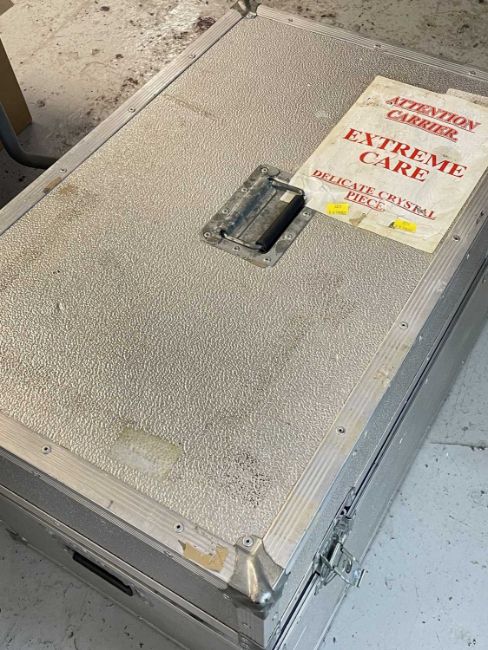 ATTENTION
CARRIER.
EXTREME
CARE
DELICATE CRYSTAL
PIECE.